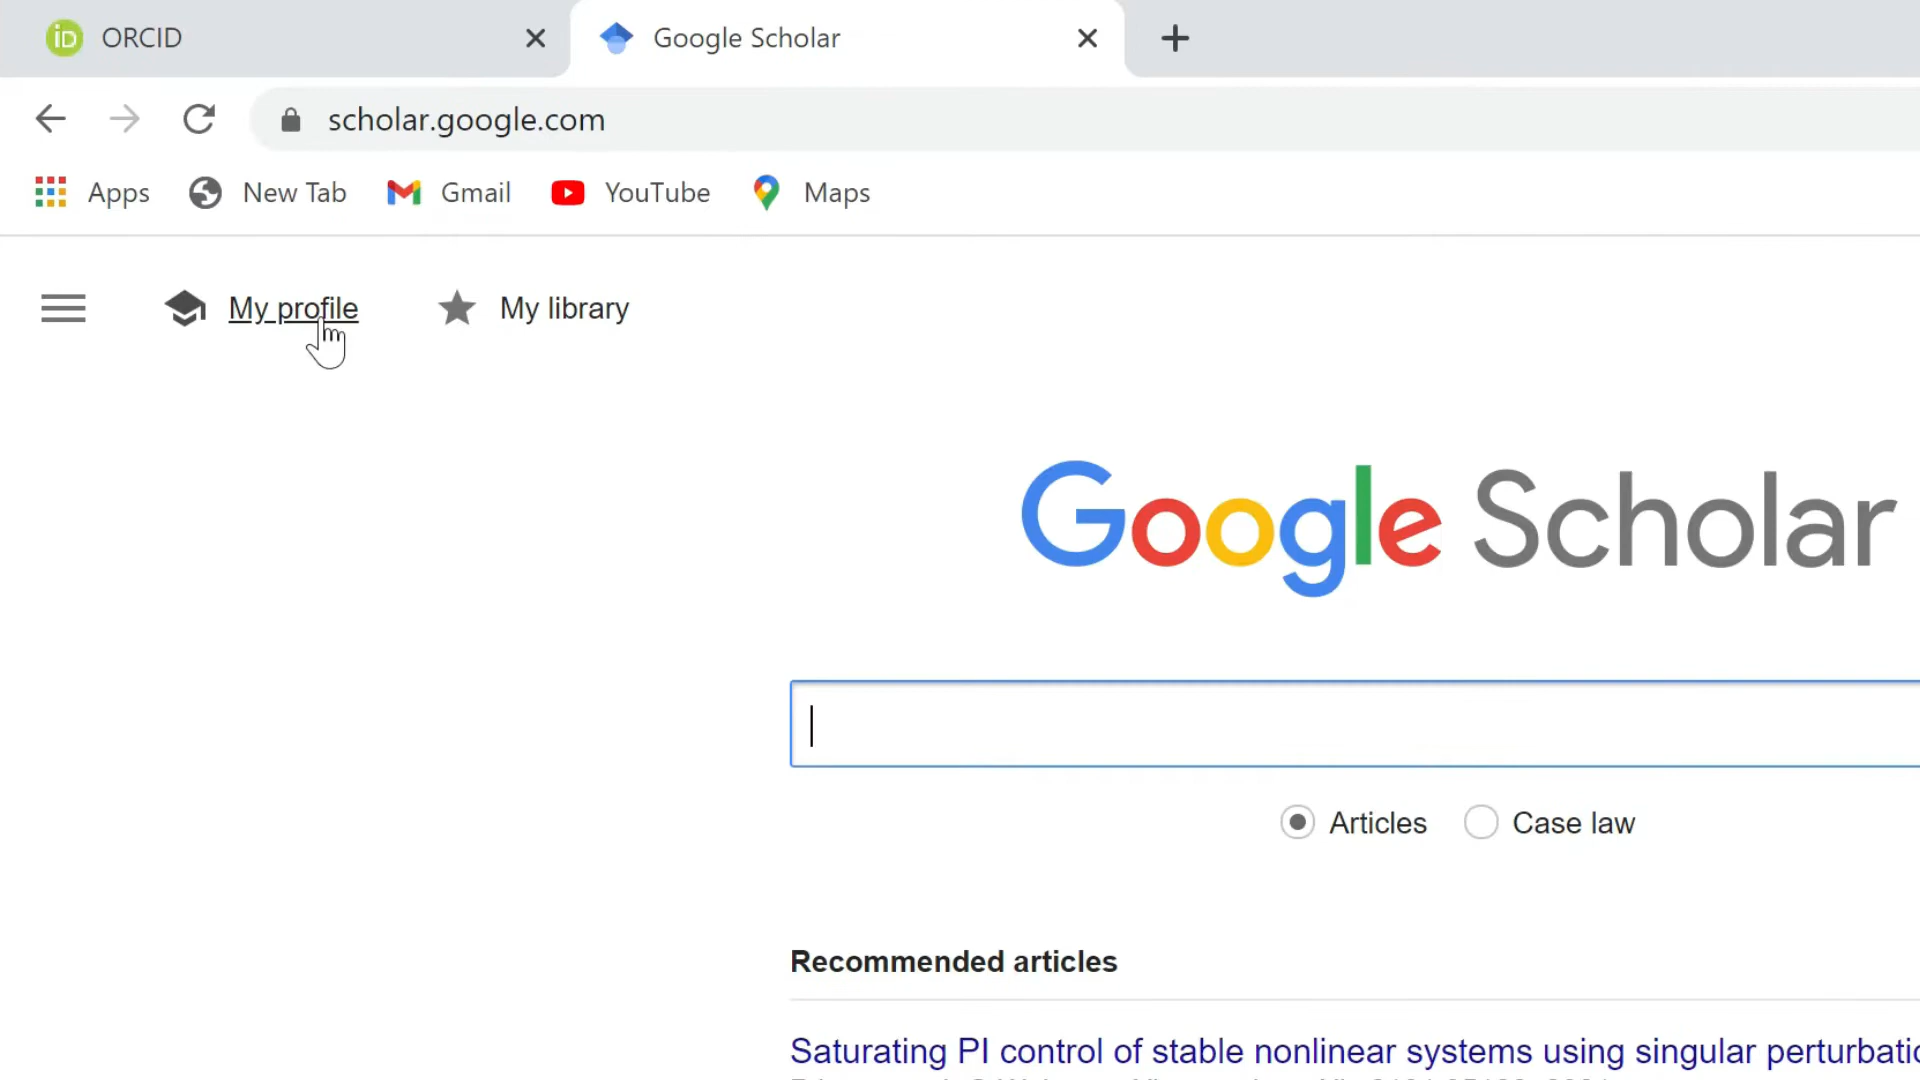 iD ORCID
Google Scholar
scholar.google.com
Apps New Tab Gmail YouTube Maps
My profile My library
Google Scholar
Articles Case law
Recommended articles
Saturating PI control of stable nonlinear systems using singular